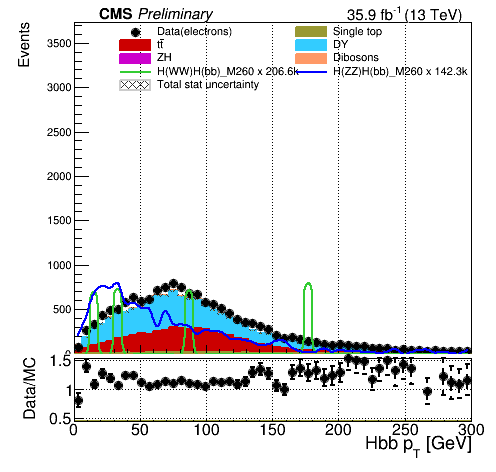 CMS Preliminary 35.9 fb⁻¹ (13 TeV)
Events
Data(electrons) Single top
tt̄ DY
ZH Dibosons
H(WW)H(bb)_M260 x 206.6k H(ZZ)H(bb)_M260 x 142.3k
Total stat uncertainty
3500
3000
2500
2000
1500
1000
500
0
Data/MC
1.5
1
0.5
0 50 100 150 200 250 300
Hbb p_T [GeV]